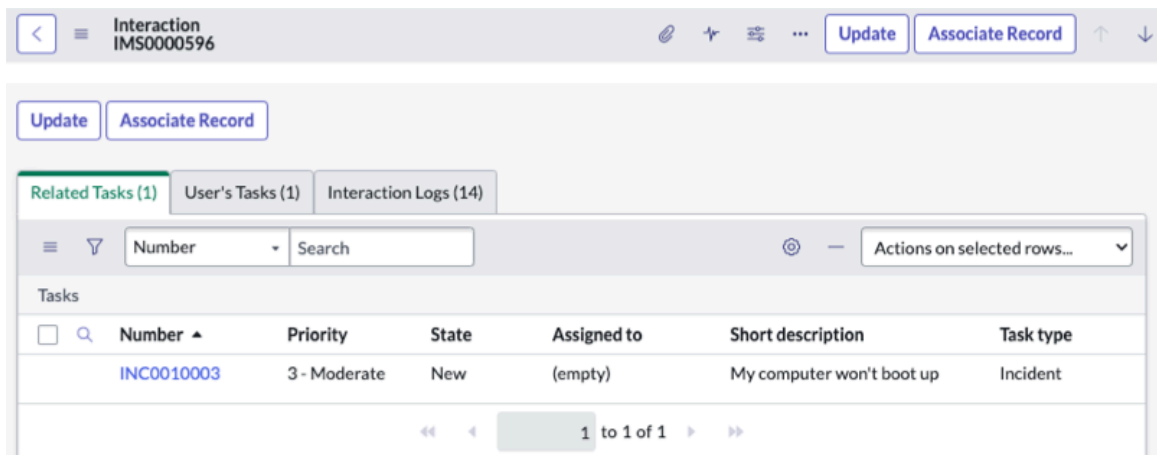 Interaction
IMS0000596
Update Associate Record
Update Associate Record
Related Tasks (1) User's Tasks (1) Interaction Logs (14)
Number Search Actions on selected rows...
Tasks
Number Priority State Assigned to Short description Task type
INC0010003 3 - Moderate New (empty) My computer won't boot up Incident
1 to 1 of 1